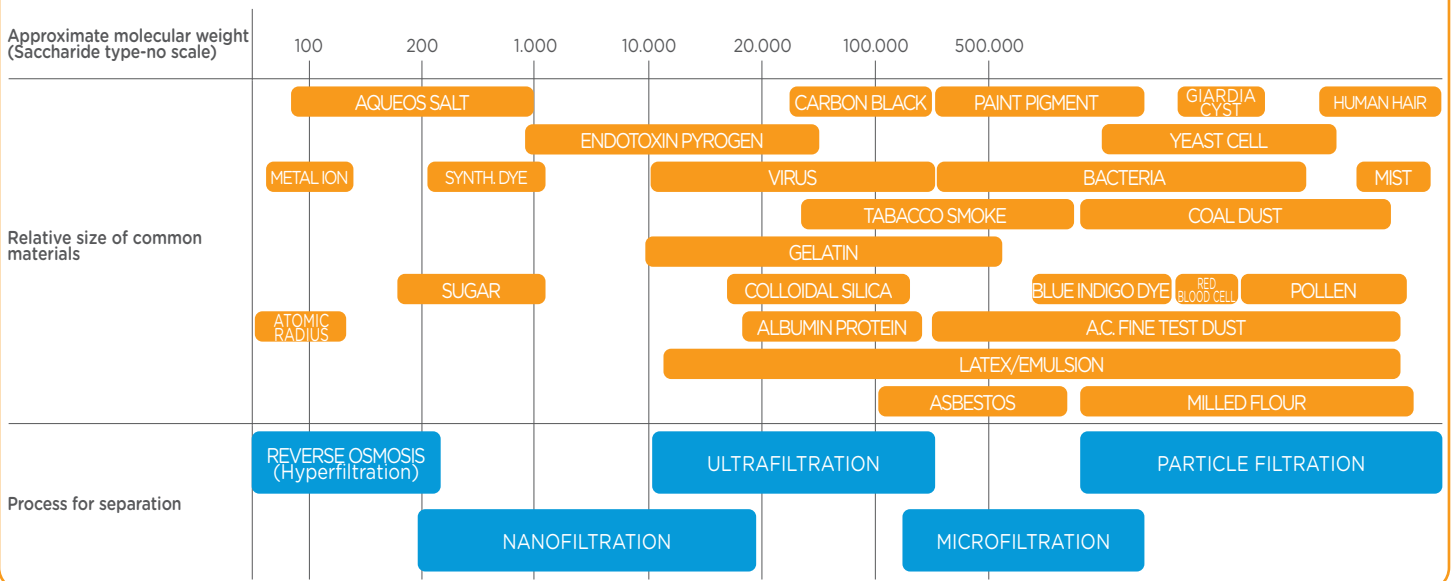 Approximate molecular weight
(Saccharide type-no scale)
100 200 1.000 10.000 20.000 100.000 500.000
AQUEOS SALT CARBON BLACK PAINT PIGMENT GIARDIA
CYST HUMAN HAIR
ENDOTOXIN PYROGEN YEAST CELL
METAL ION SYNTH. DYE VIRUS BACTERIA MIST
TABACCO SMOKE COAL DUST
Relative size of common
materials
GELATIN
SUGAR COLLOIDAL SILICA BLUE INDIGO DYE RED
BLOOD CELL POLLEN
ATOMIC
RADIUS ALBUMIN PROTEIN A.C. FINE TEST DUST
LATEX/EMULSION
ASBESTOS MILLED FLOUR
REVERSE OSMOSIS
(Hyperfiltration) ULTRAFILTRATION PARTICLE FILTRATION
Process for separation
NANOFILTRATION MICROFILTRATION